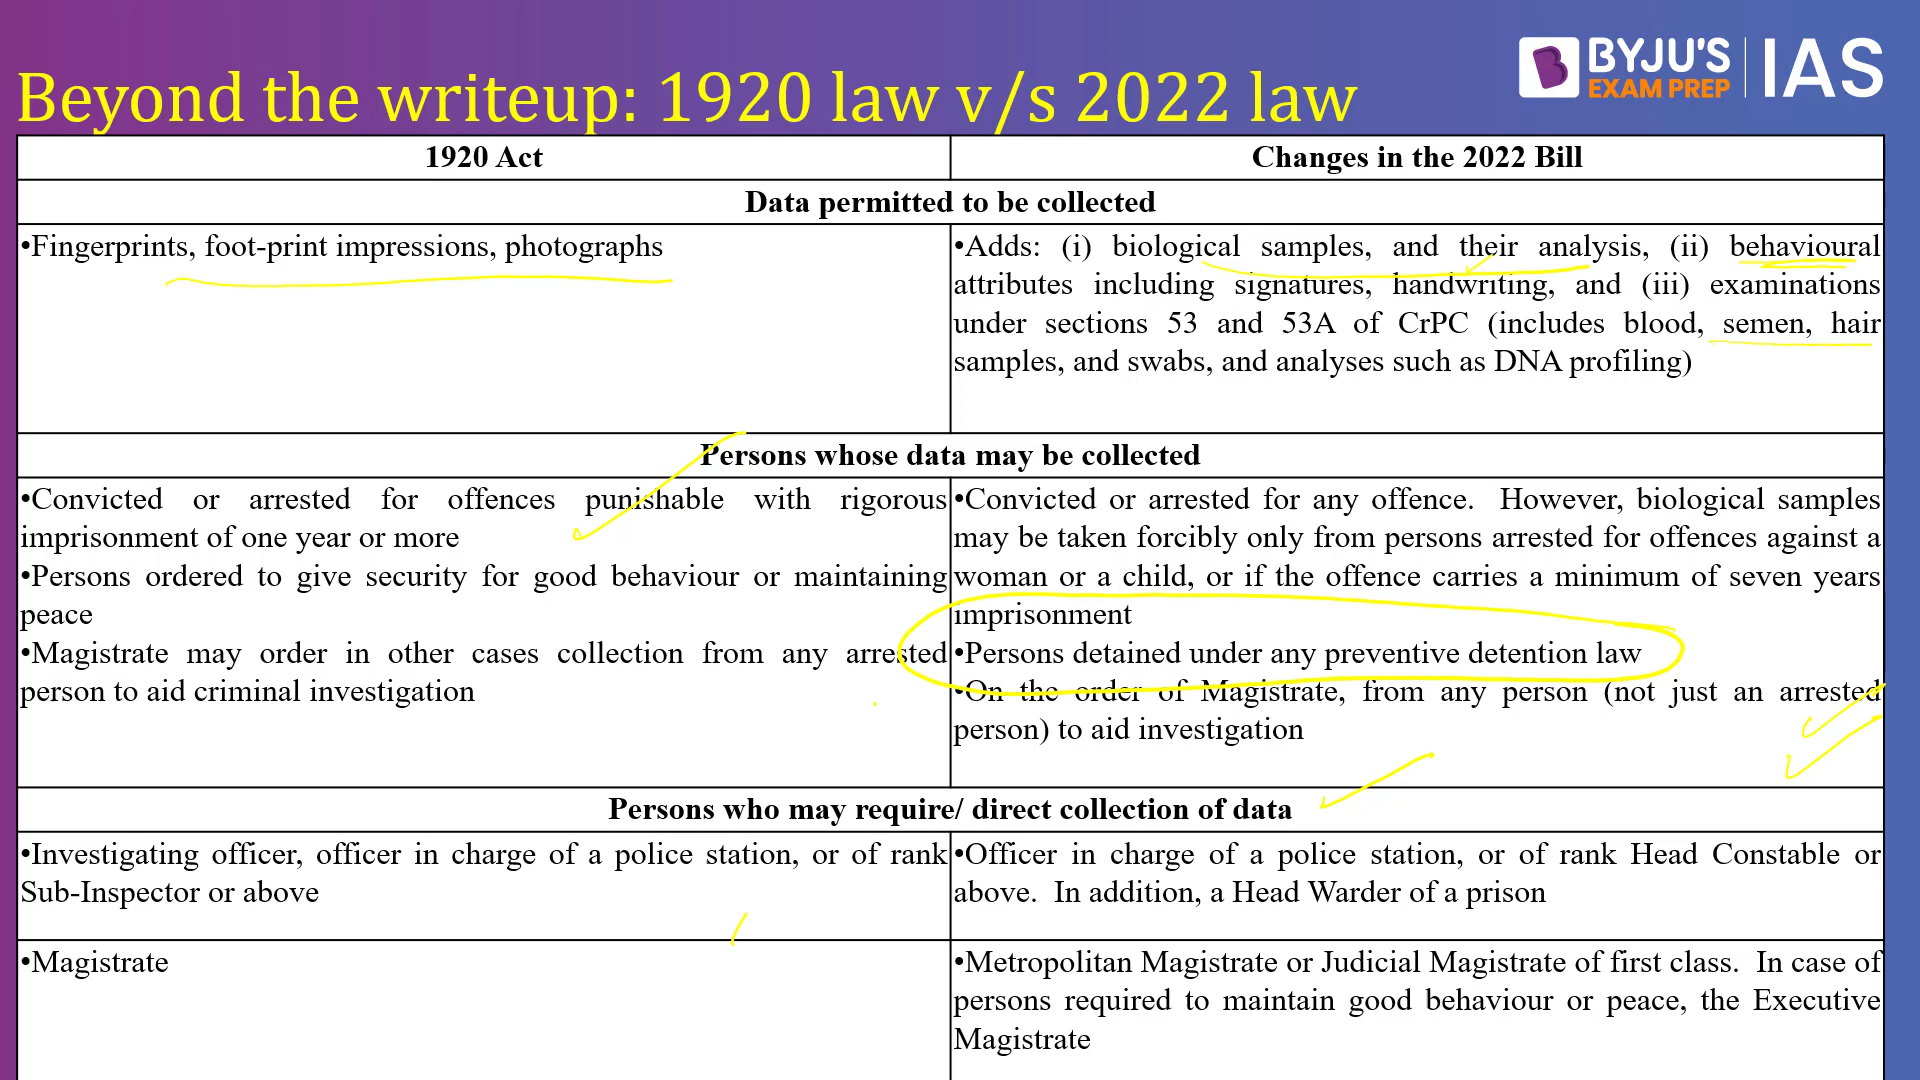 Beyond the writeup: 1920 law v/s 2022 law
BYJU'S
EXAM PREP
IAS
1920 Act
Changes in the 2022 Bill
Data permitted to be collected
•Fingerprints, foot-print impressions, photographs
•Adds: (i) biological samples, and their analysis, (ii) behavioural
attributes including signatures, handwriting, and (iii) examinations
under sections 53 and 53A of CrPC (includes blood, semen, hair
samples, and swabs, and analyses such as DNA profiling)
Persons whose data may be collected
•Convicted or arrested for offences punishable with rigorous
imprisonment of one year or more
•Persons ordered to give security for good behaviour or maintaining
peace
•Magistrate may order in other cases collection from any arrested
person to aid criminal investigation
•Convicted or arrested for any offence. However, biological samples
may be taken forcibly only from persons arrested for offences against a
woman or a child, or if the offence carries a minimum of seven years
imprisonment
•Persons detained under any preventive detention law
•On the order of Magistrate, from any person (not just an arrested
person) to aid investigation
Persons who may require/ direct collection of data
•Investigating officer, officer in charge of a police station, or of rank
Sub-Inspector or above
•Officer in charge of a police station, or of rank Head Constable or
above. In addition, a Head Warder of a prison
•Magistrate
•Metropolitan Magistrate or Judicial Magistrate of first class. In case of
persons required to maintain good behaviour or peace, the Executive
Magistrate